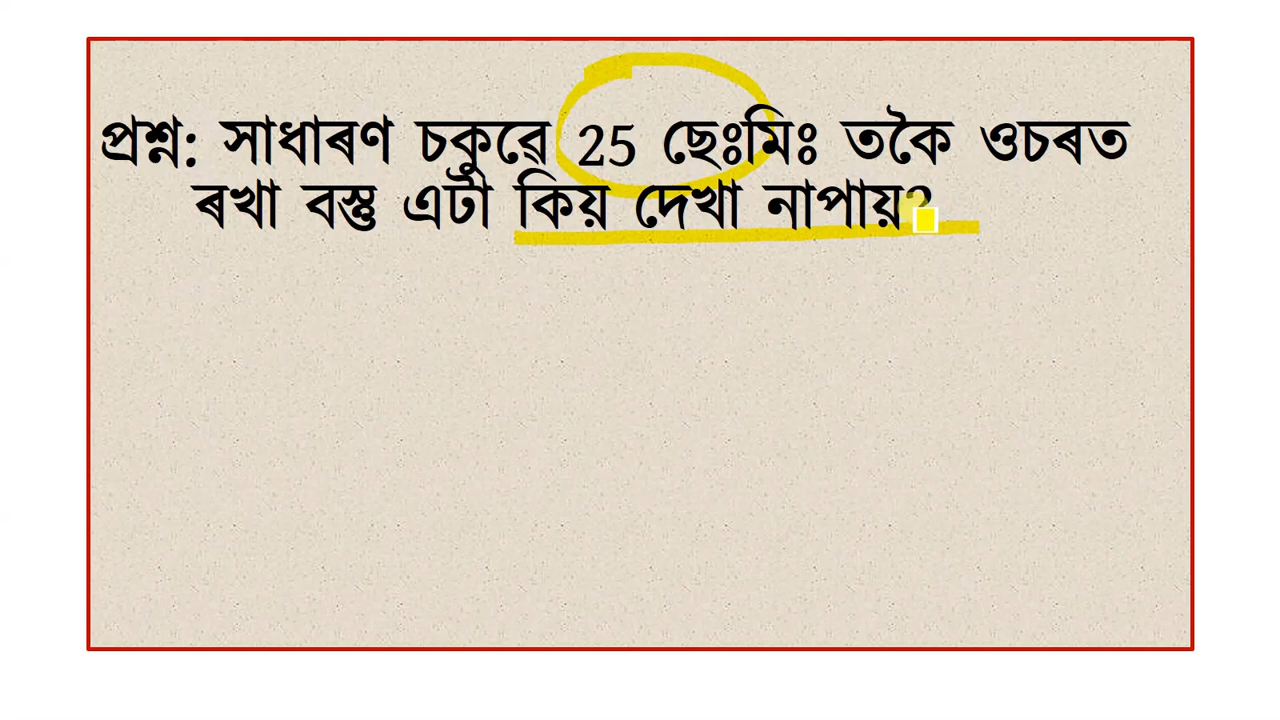 প্ৰশ্ন: সাধাৰণ চকুৱে 25 ছেঃমিঃ তকৈ ওচৰত
ৰখা বস্তু এটা কিয় দেখা নাপায়?